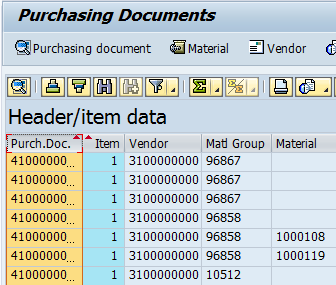 Purchasing Documents
Purchasing document Material Vendor
Header/item data
Purch.Doc. Item Vendor Matl Group Material
41000000... 1 3100000000 96867
41000000... 1 3100000000 96867
41000000... 1 3100000000 96867
41000000... 1 3100000000 96858
41000000... 1 3100000000 96858 1000108
41000000... 1 3100000000 96858 1000119
41000000... 1 3100000000 10512